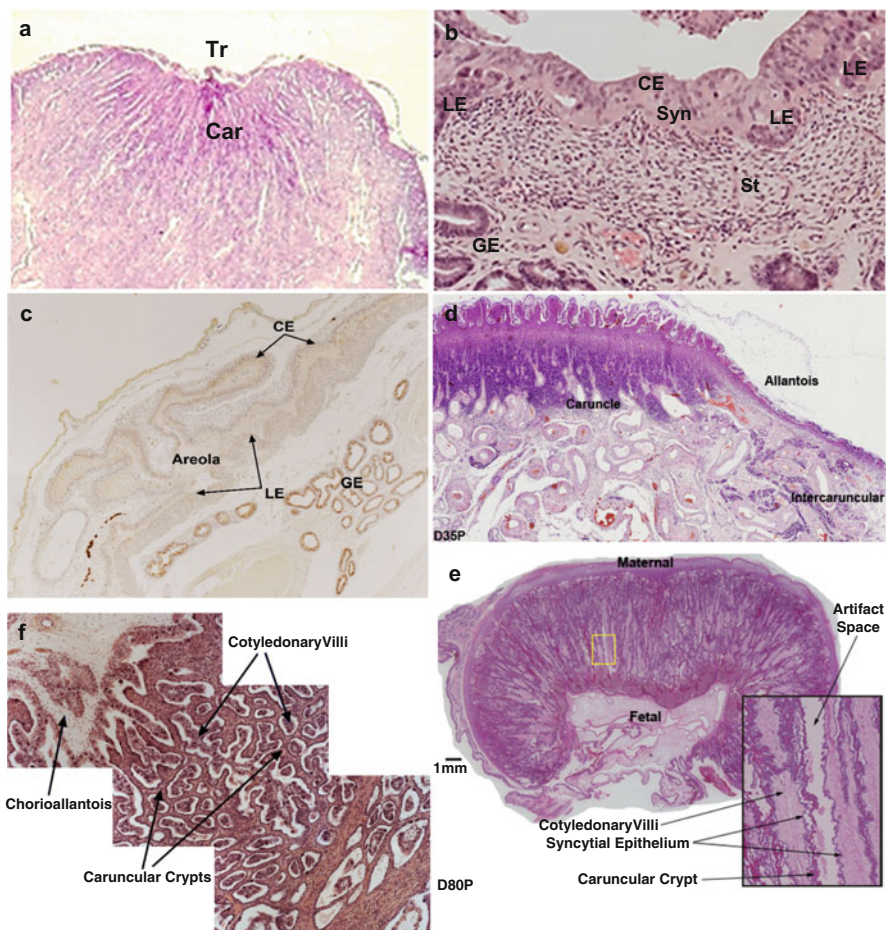 a
Tr
Car
b
CE
LE
LE
Syn
LE
St
GE
c
CE
Areola
LE
GE
d
Allantois
Caruncle
Intercaruncular
D35P
e
Maternal
Artifact
Space
Fetal
1mm
CotyledonaryVilli
Syncytial Epithelium
Caruncular Crypt
f
CotyledonaryVilli
Chorioallantois
Caruncular Crypts
D80P